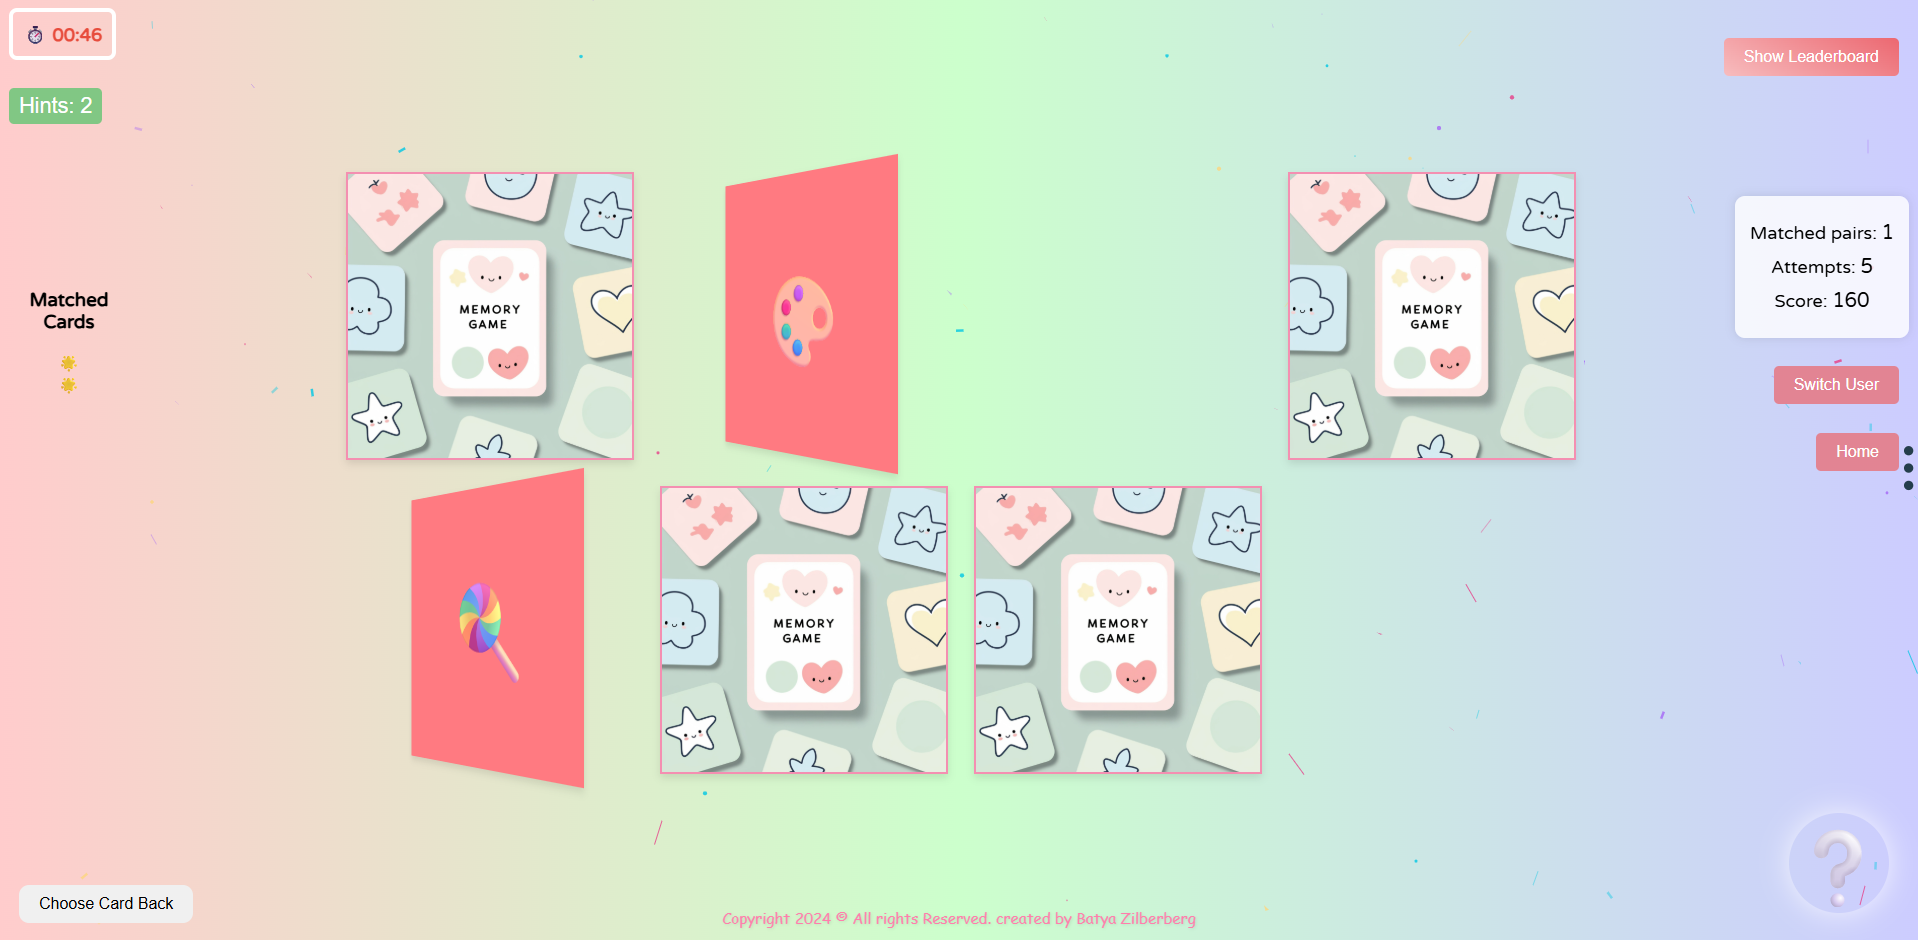 00:46
Show Leaderboard
Hints: 2
Matched pairs: 1
Attempts: 5
Score: 160
Matched
Cards
MEMORY
GAME
MEMORY
GAME
Switch User
Home
MEMORY
GAME
MEMORY
GAME
Choose Card Back
Copyright 2024 © All rights Reserved. created by Batya Zilberberg